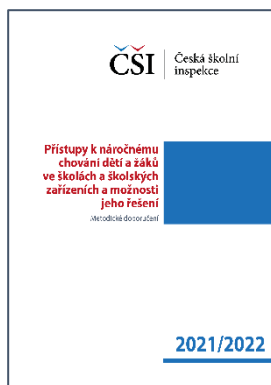 ČŠI
Česká školní
inspekce
Přístupy k náročnému
chování dětí a žáků
ve školách a školských
zařízeních a možnosti
jeho řešení
Metodické doporučení
2021/2022